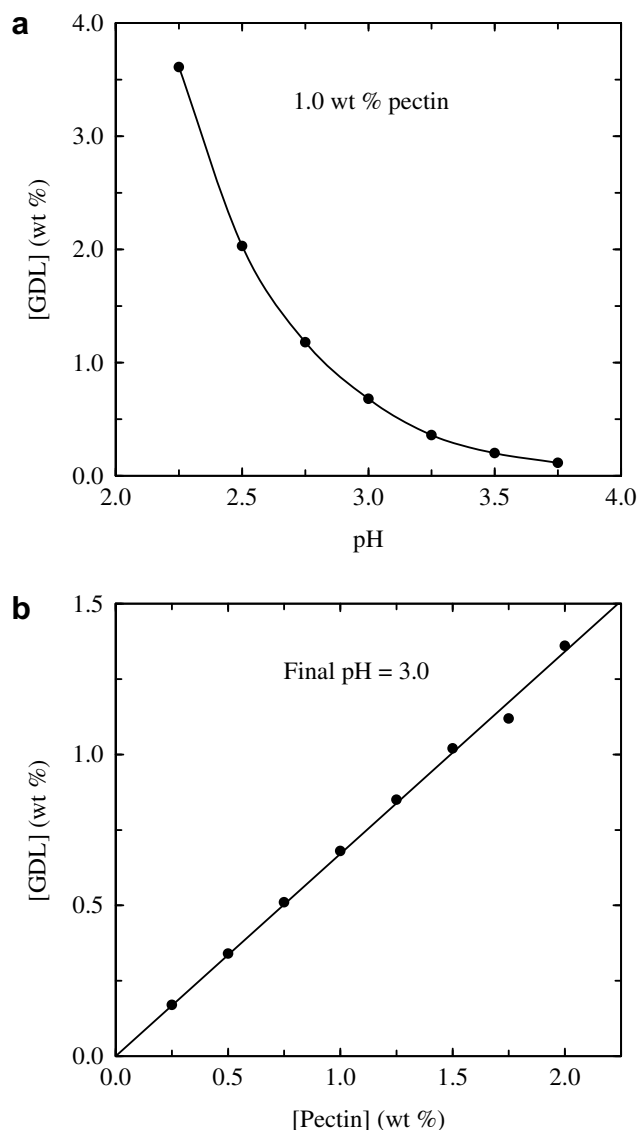 a
4.0
3.0
2.0
1.0
0.0
[GDL] (wt %)
1.0 wt % pectin
2.0 2.5 3.0 3.5 4.0
pH
b
1.5
1.0
0.5
0.0
[GDL] (wt %)
Final pH = 3.0
0.0 0.5 1.0 1.5 2.0
[Pectin] (wt %)